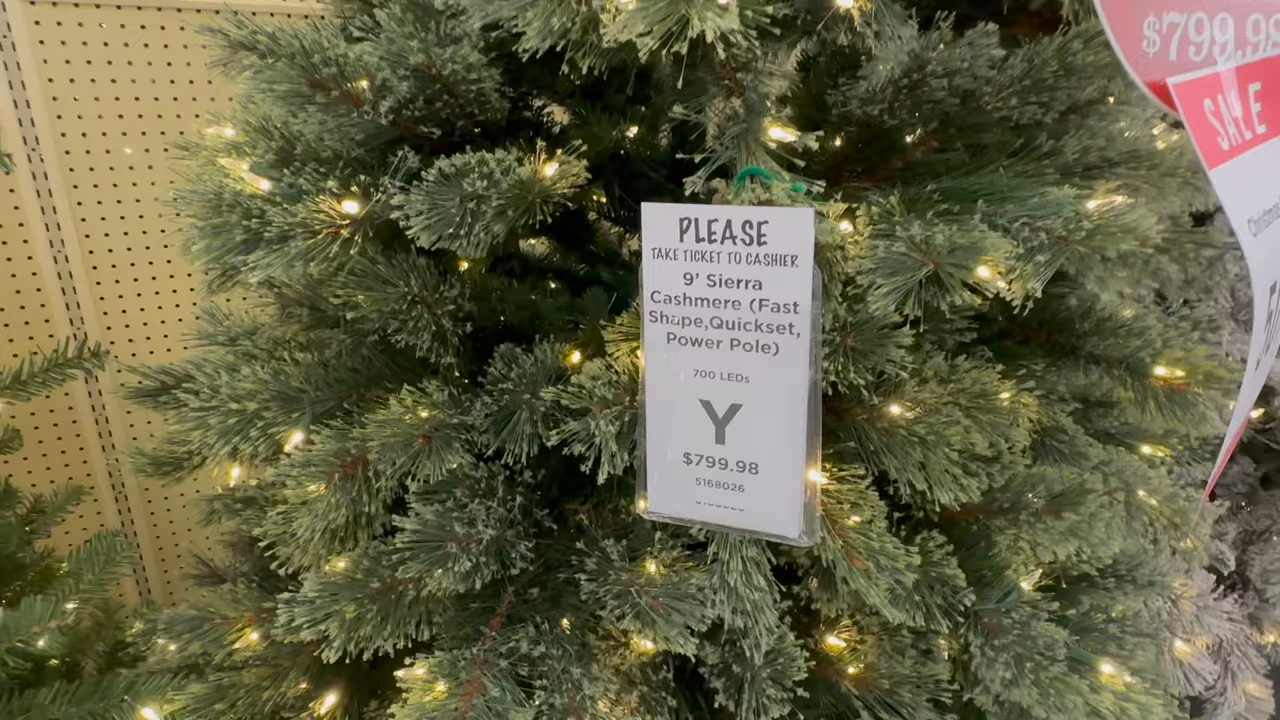 PLEASE
TAKE TICKET TO CASHIER
9' Sierra
Cashmere (Fast
Shape,Quickset,
Power Pole)
700 LEDs
Y
$799.98
5168026
$799.98
SALE